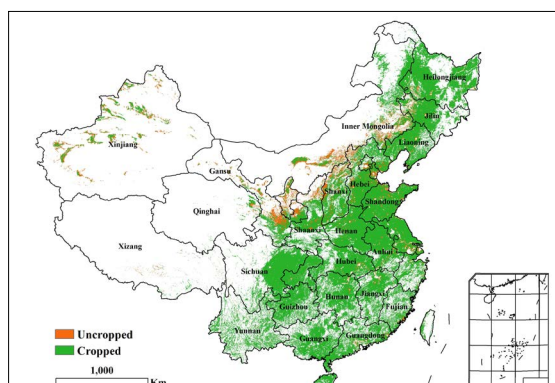 Heilongjiang
Jilin
Inner Mongolia
Liaoning
Xinjiang
Gansu
Hebei
Shanxi
Shandong
Qinghai
Shaanxi
Henan
Xizang
Anhui
Sichuan
Hubei
Hunan
Jiangxi
Guizhou
Fujian
Yunnan
Guangxi
Guangdong
Uncropped
Cropped
1,000
Km